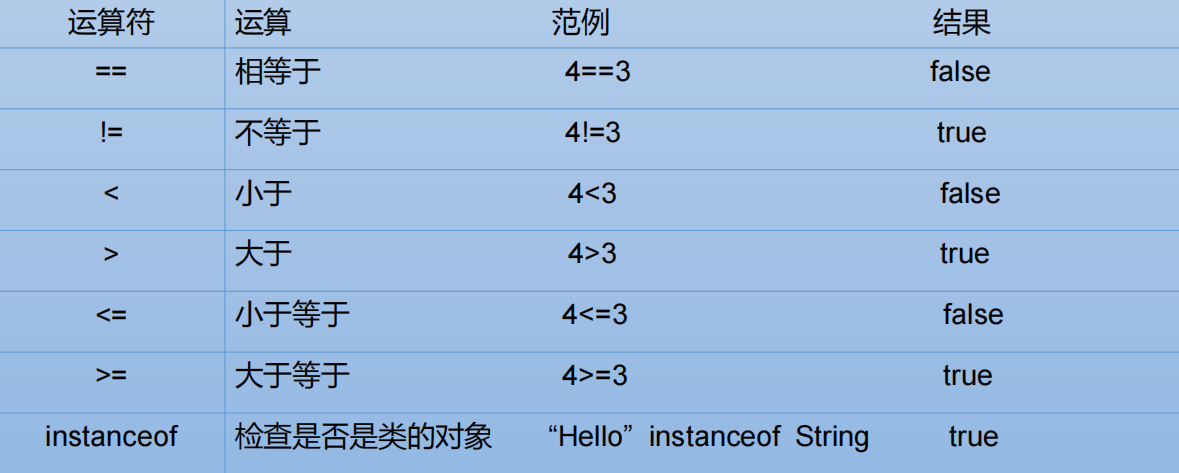 运算符 运算 范例 结果
== 相等于 4==3 false
!= 不等于 4!=3 true
< 小于 4<3 false
> 大于 4>3 true
<= 小于等于 4<=3 false
>= 大于等于 4>=3 true
instanceof 检查是否是类的对象 “Hello” instanceof String true